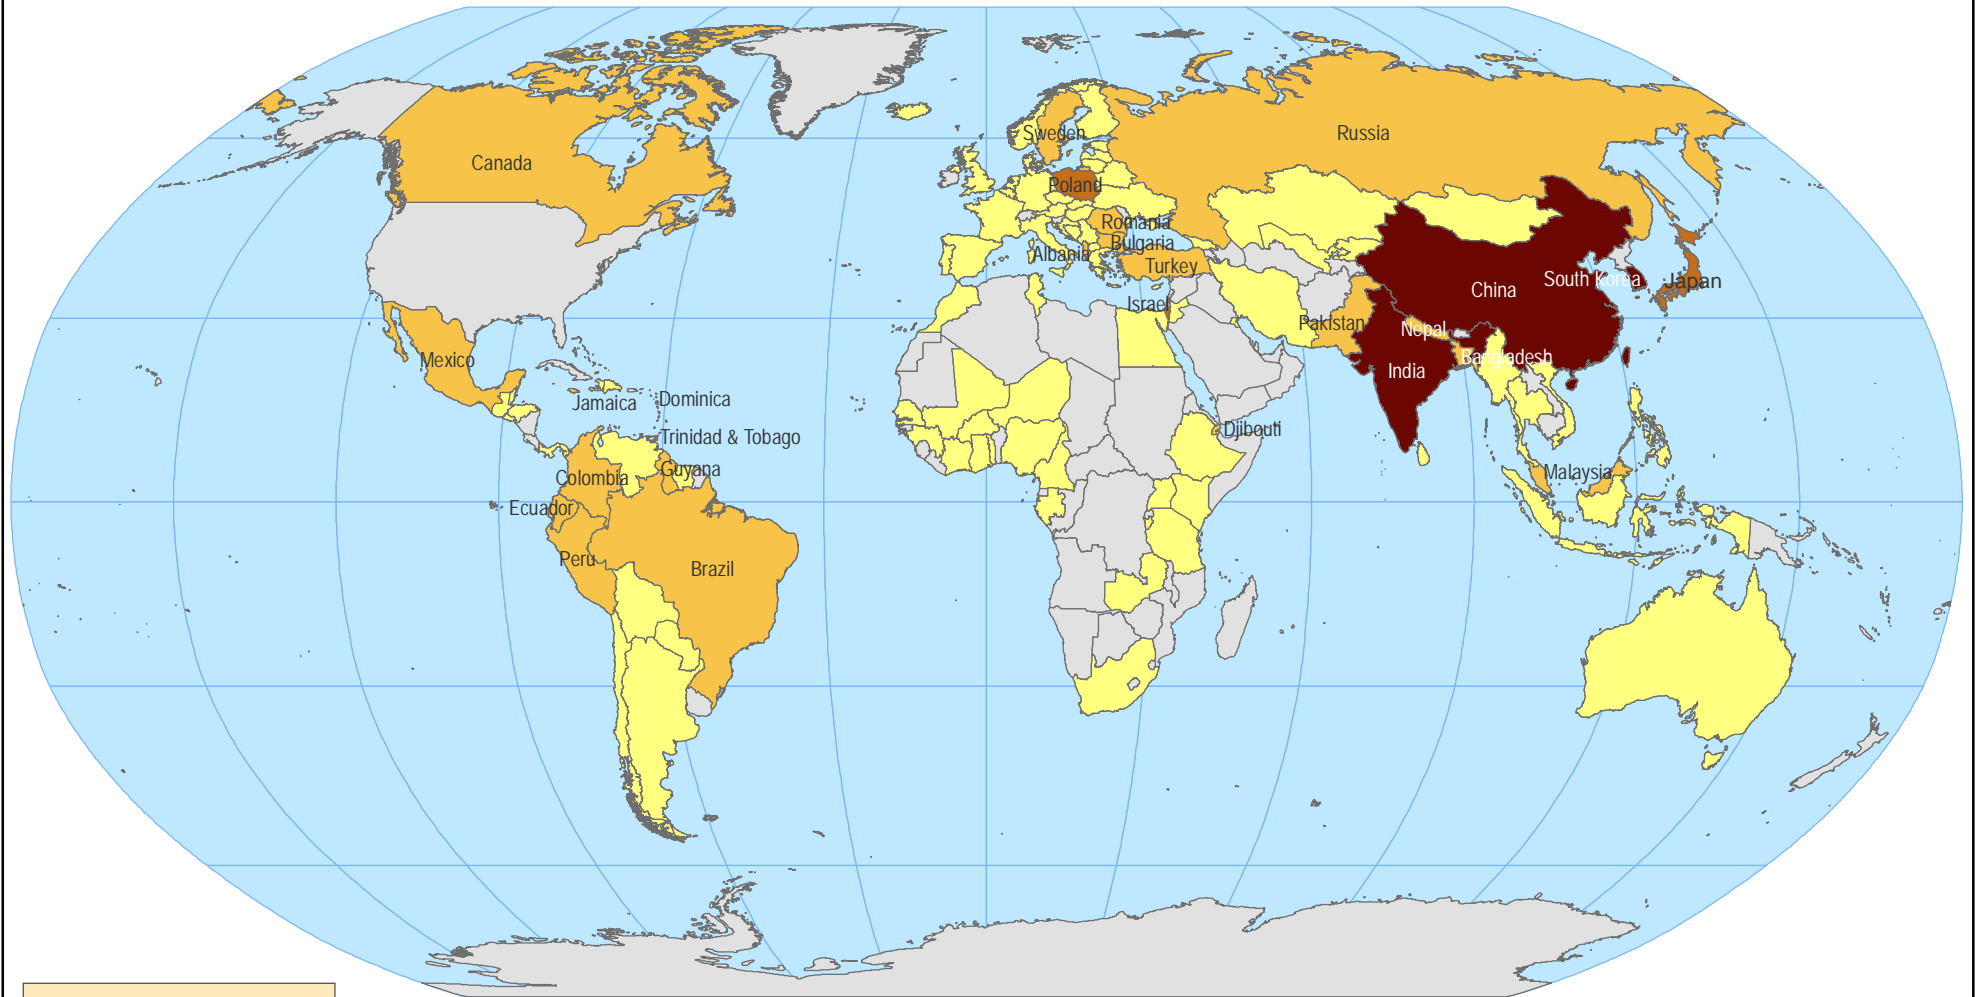 Canada
Sweden
Russia
Poland
Romania
Bulgaria
Albania
Turkey
Israel
China
South Korea
Japan
Pakistan
Nepal
Bangladesh
India
Mexico
Jamaica
Dominica
Trinidad & Tobago
Djibouti
Guyana
Colombia
Malaysia
Ecuador
Peru
Brazil